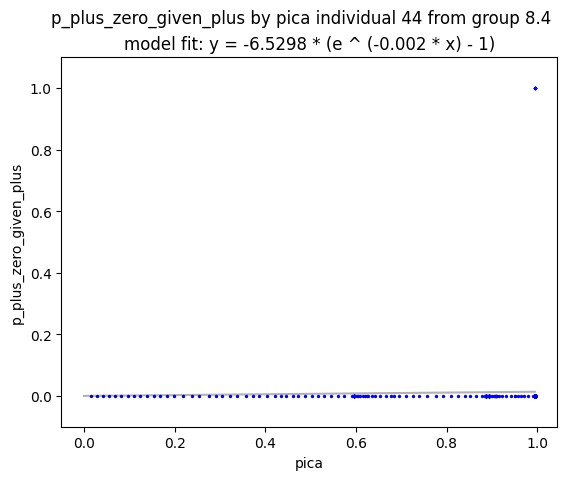 p_plus_zero_given_plus by pica individual 44 from group 8.4
model fit: y = -6.5298 * (e ^ (-0.002 * x) - 1)
1.0
0.8
0.6
0.4
0.2
0.0
p_plus_zero_given_plus
0.0 0.2 0.4 0.6 0.8 1.0
pica